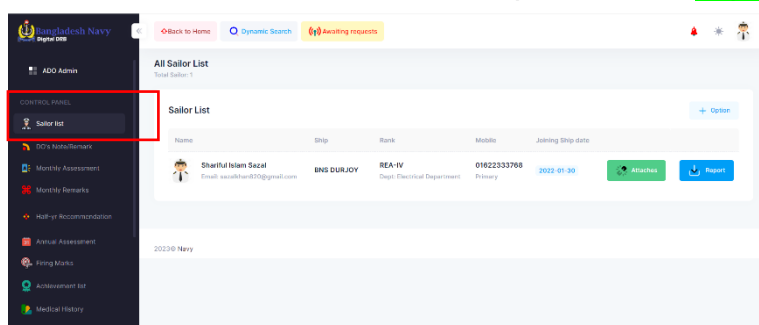 Bangladesh Navy
Digital DRB
Back to Home
Dynamic Search
Awaiting requests
ADO Admin
CONTROL PANEL
Sailor list
DO's Note/Remark
Monthly Assessment
Monthly Remarks
Half-yr Recommendation
Annual Assessment
Firing Marks
Achievement list
Medical History
All Sailor List
Total Sailor: 1
Sailor List
+ Option
Name Ship Rank Mobile Joining Ship date
Shariful Islam Sazal BNS DURJOY REA-IV 01622333768 2022-01-30 Attaches Report
Email: sazalkhan820@gmail.com Dept: Electrical Department Primary
2023© Navy